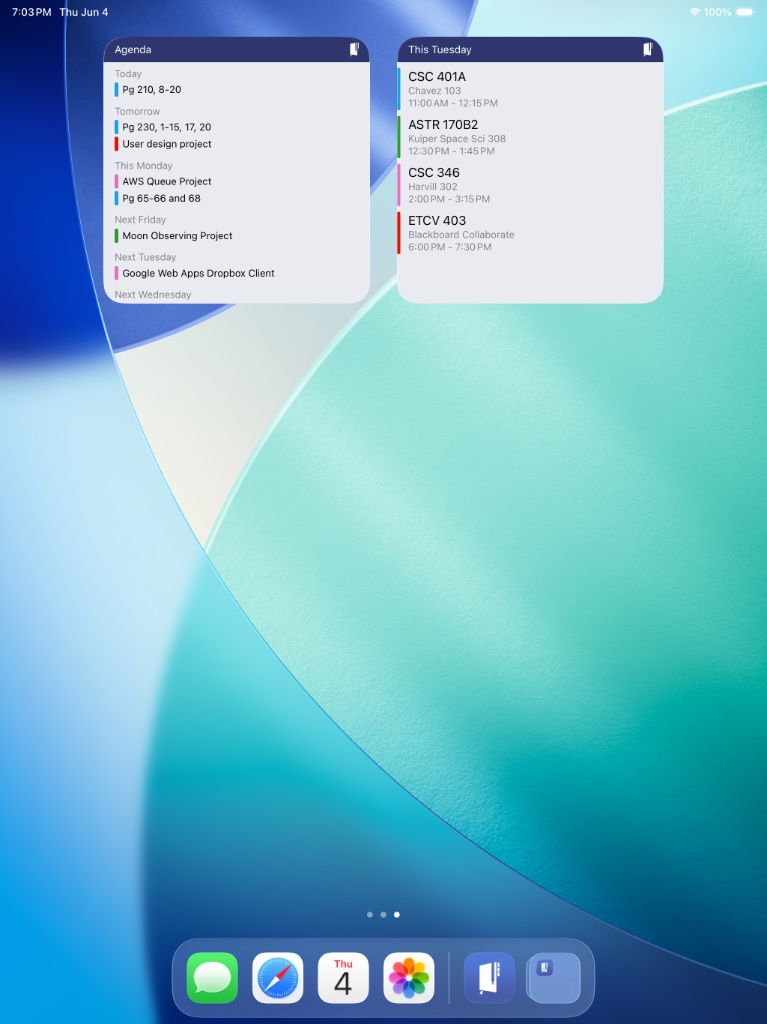 7:03 PM Thu Jun 4
100%
Agenda
Today
Pg 210, 8-20
Tomorrow
Pg 230, 1-15, 17, 20
User design project
This Monday
AWS Queue Project
Pg 65-66 and 68
Next Friday
Moon Observing Project
Next Tuesday
Google Web Apps Dropbox Client
Next Wednesday
This Tuesday
CSC 401A
Chavez 103
11:00 AM - 12:15 PM
ASTR 170B2
Kuiper Space Sci 308
12:30 PM - 1:45 PM
CSC 346
Harvill 302
2:00 PM - 3:15 PM
ETCV 403
Blackboard Collaborate
6:00 PM - 7:30 PM
Thu
4